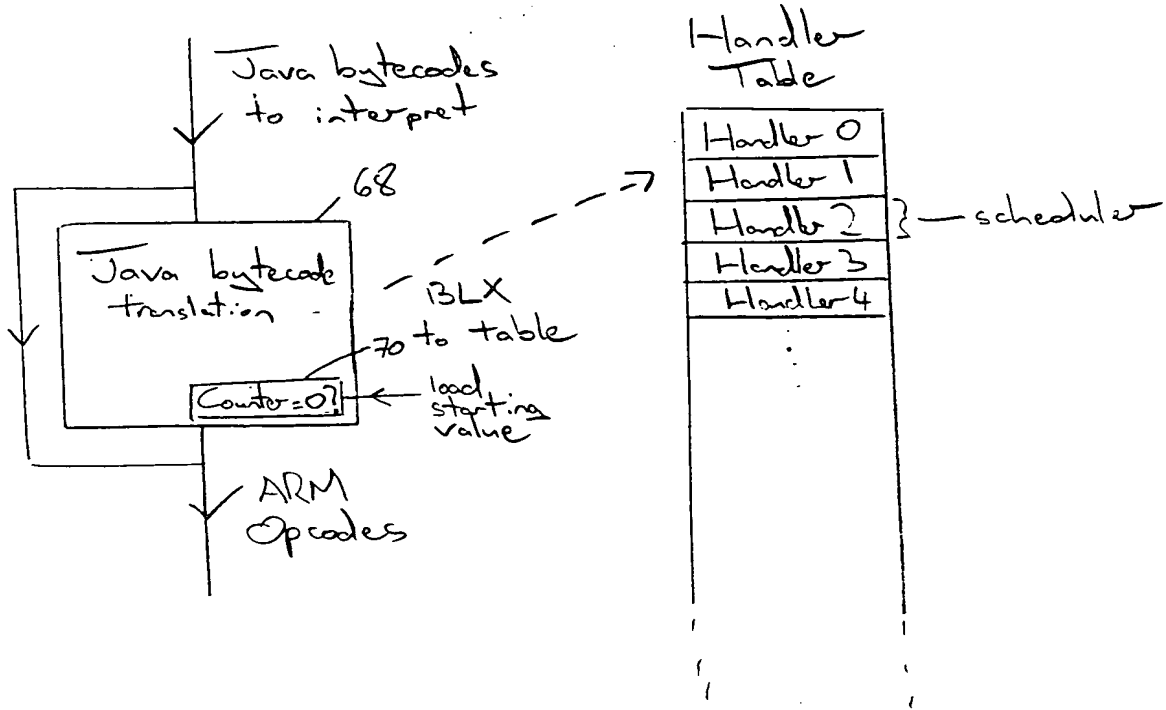 Java bytecodes
to interpret
68
Java bytecode
translation
BLX
to table
70
Counter=0?
load
starting
value
ARM
Opcodes
Handler
Table
Handler 0
Handler 1
Handler 2
scheduler
Handler 3
Handler 4